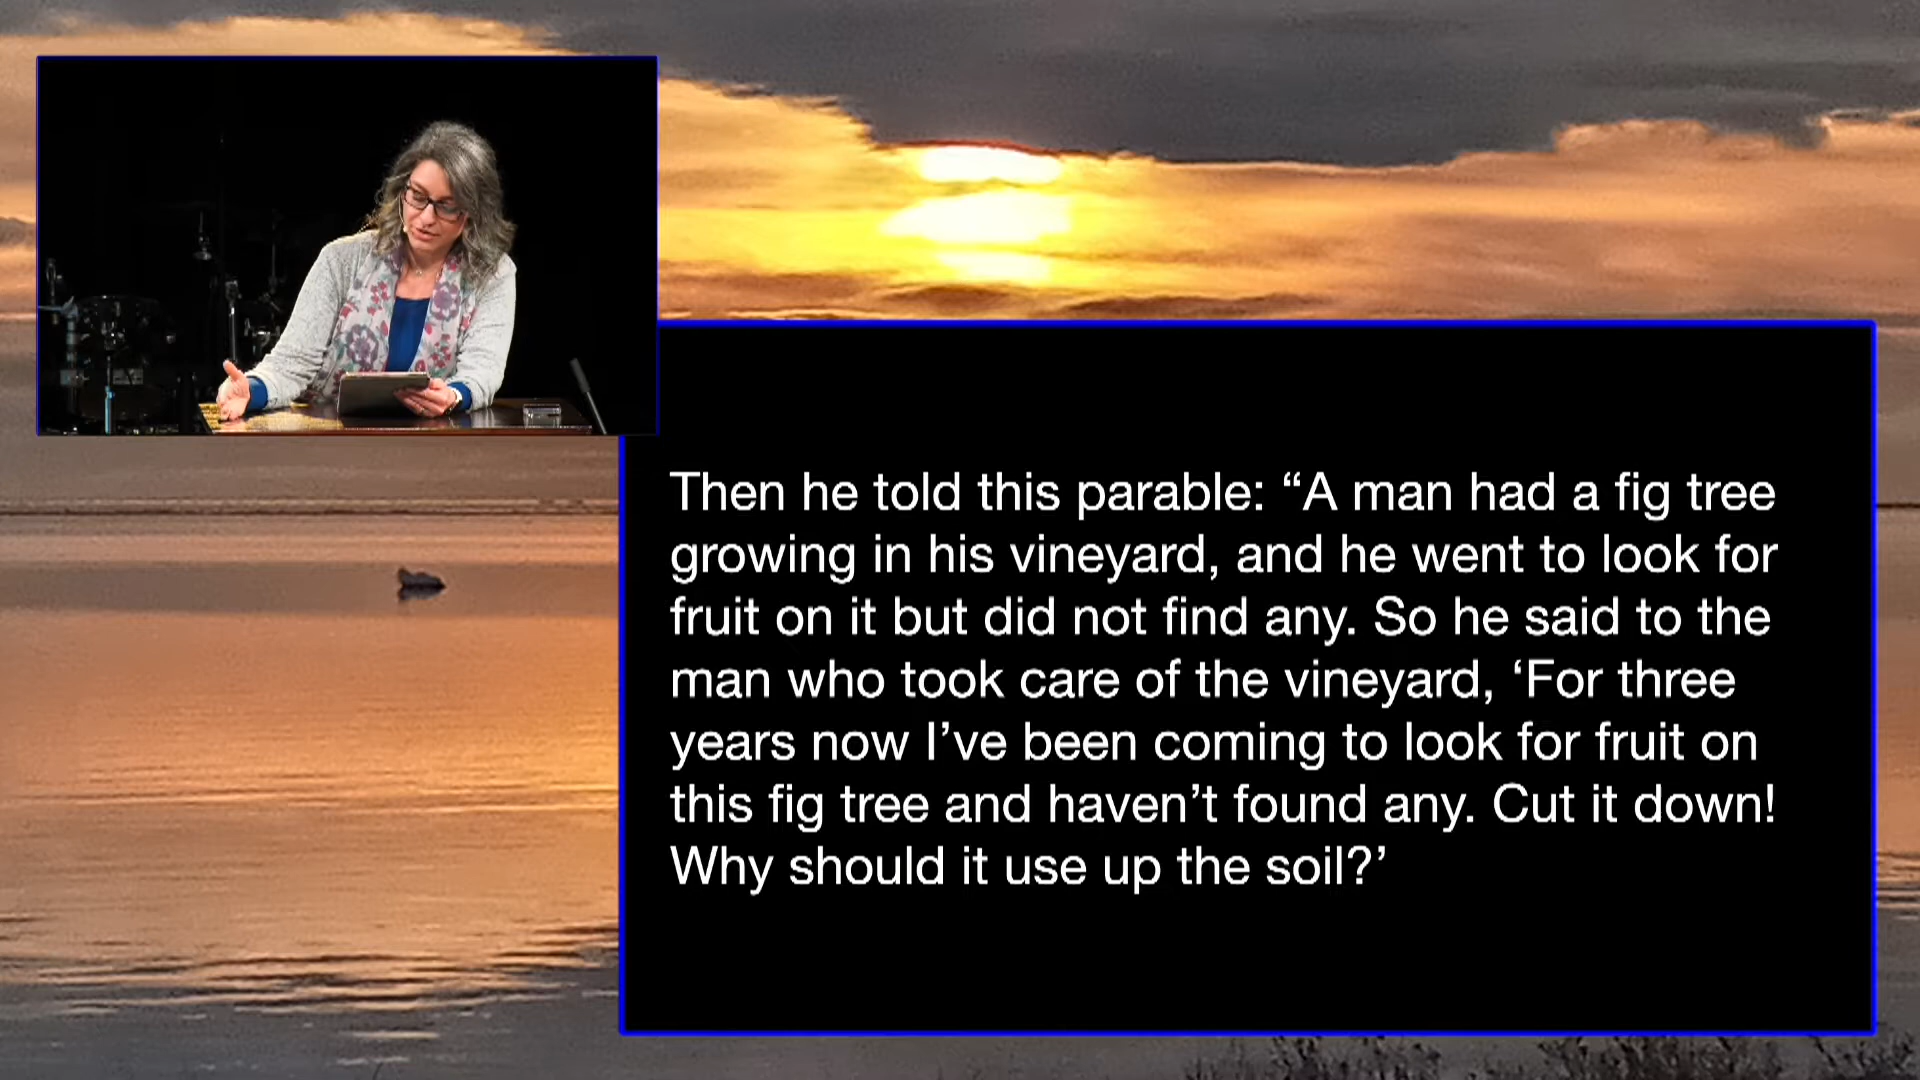 Then he told this parable: “A man had a fig tree
growing in his vineyard, and he went to look for
fruit on it but did not find any. So he said to the
man who took care of the vineyard, ‘For three
years now I’ve been coming to look for fruit on
this fig tree and haven’t found any. Cut it down!
Why should it use up the soil?’